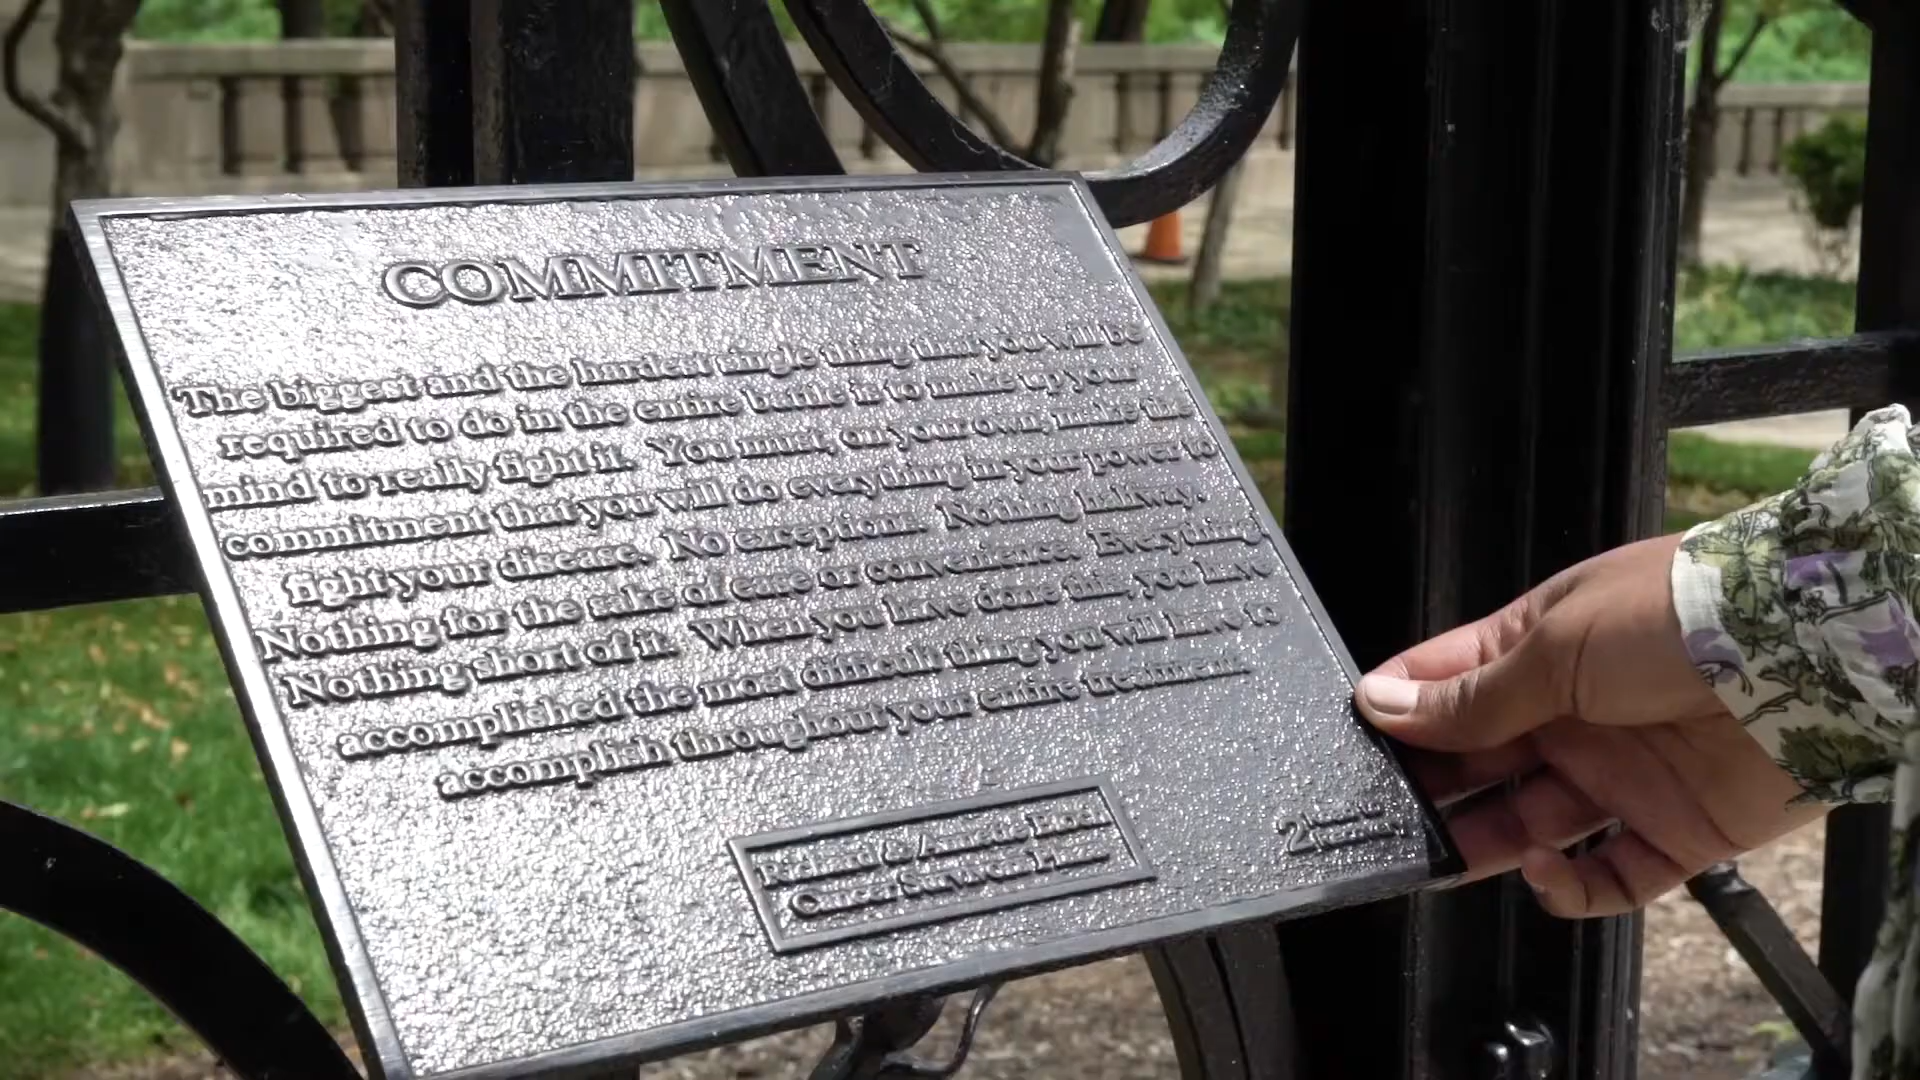 COMMITMENT
The biggest and the hardest single thing that you will be
required to do in the entire battle is to make up your
mind to really fight it. You must, on your own, make the
commitment that you will do everything in your power to
fight your disease. No exceptions. Nothing halfway.
Nothing for the sake of ease or convenience. Everything!
Nothing short of it. When you have done this, you have
accomplished the most difficult thing you will have to
accomplish throughout your entire treatment.
Richard & Annette Bloch
Cancer Survivors Plaza
2